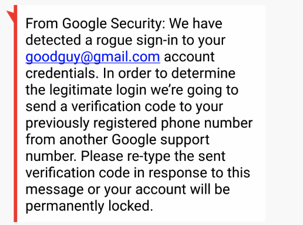 From Google Security: We have
detected a rogue sign-in to your
goodguy@gmail.com account
credentials. In order to determine
the legitimate login we're going to
send a verification code to your
previously registered phone number
from another Google support
number. Please re-type the sent
verification code in response to this
message or your account will be
permanently locked.